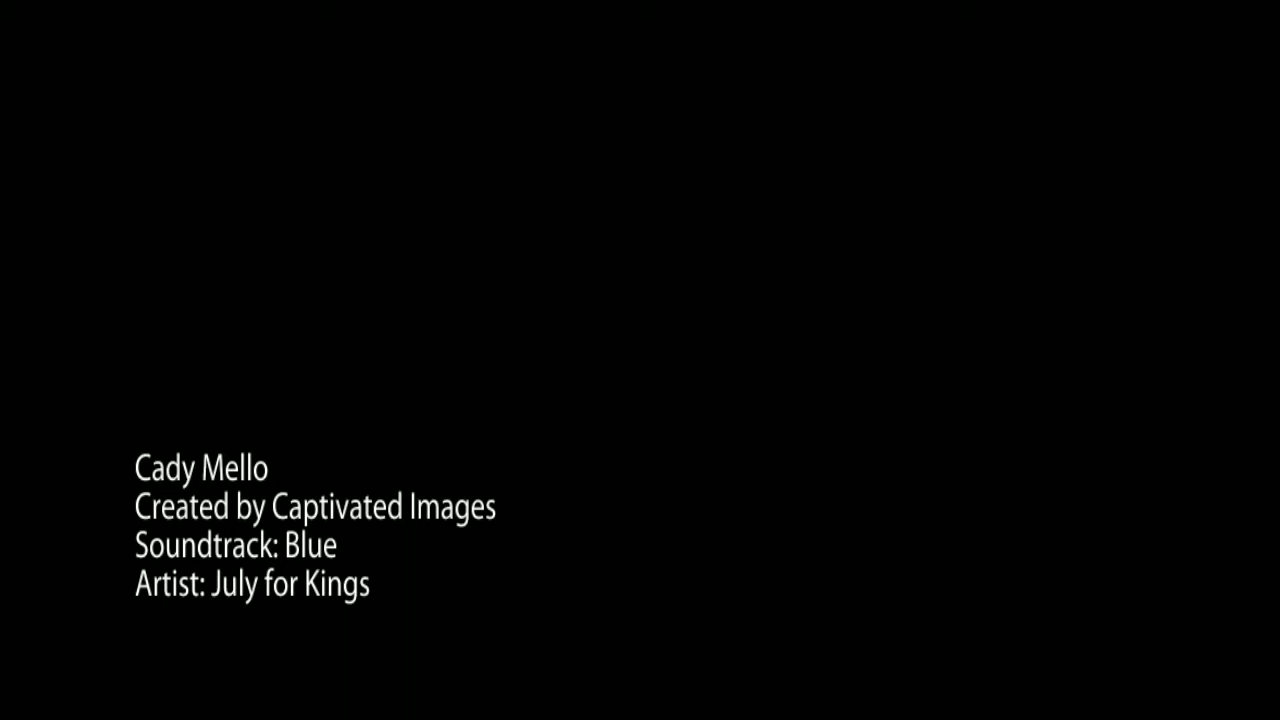 Cady Mello
Created by Captivated Images
Soundtrack: Blue
Artist: July for Kings